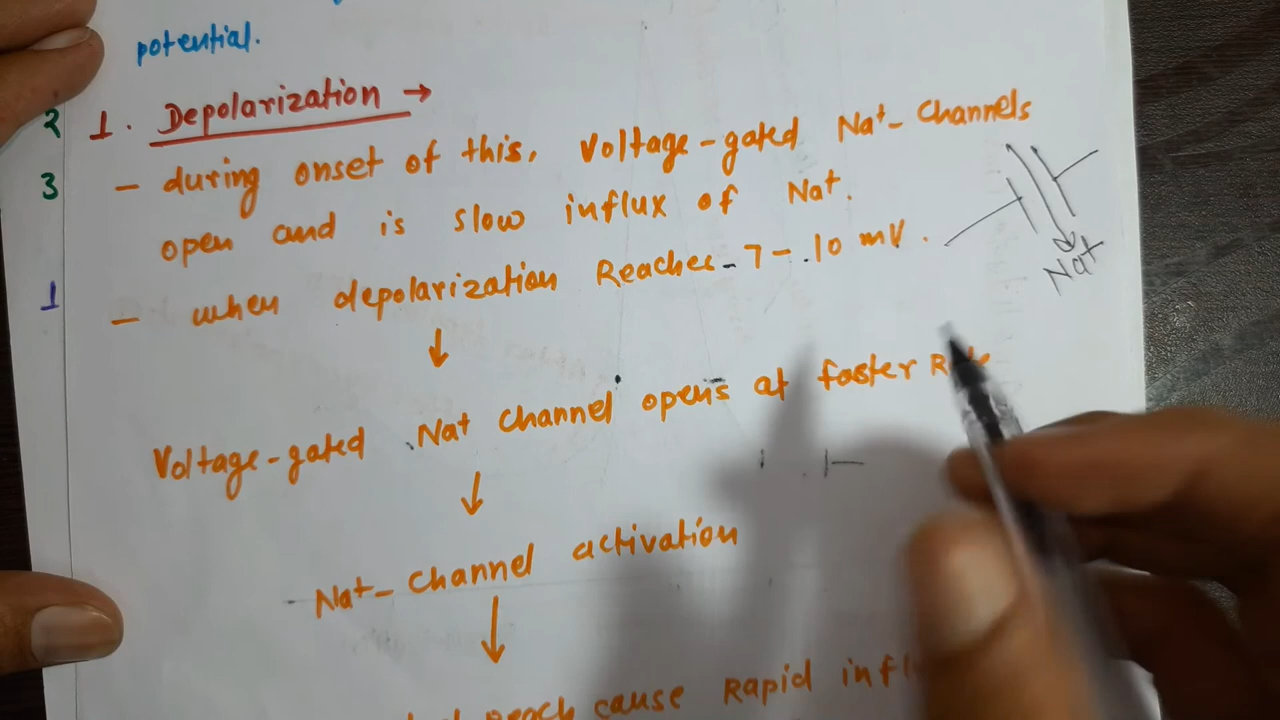 potential.
2 1. Depolarization →
3 - during onset of this, Voltage-gated Na⁺- Channels
open and is slow influx of Na⁺.
1 - when depolarization Reaches 7 - 10 mV.
↓
Voltage-gated Na⁺ Channel opens at faster
↓
Na⁺- Channel activation
↓
cause Rapid
Na⁺